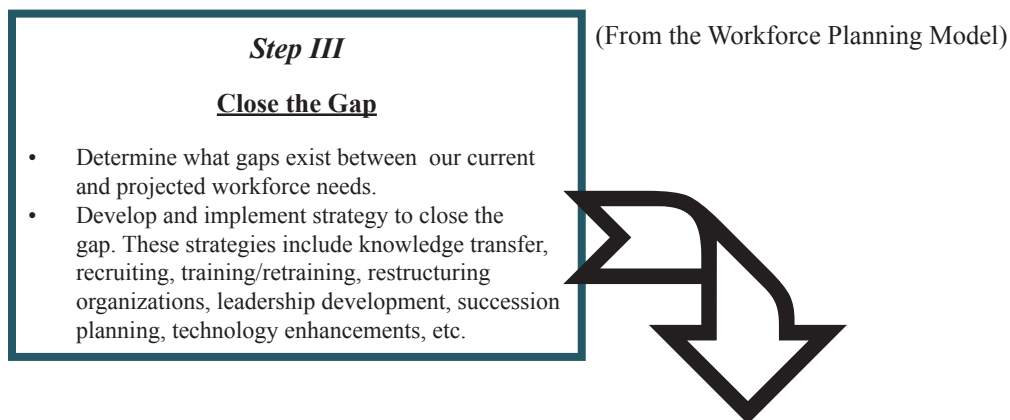 Step III
(From the Workforce Planning Model)
Close the Gap
• Determine what gaps exist between our current
and projected workforce needs.
• Develop and implement strategy to close the
gap. These strategies include knowledge transfer,
recruiting, training/retraining, restructuring
organizations, leadership development, succession
planning, technology enhancements, etc.